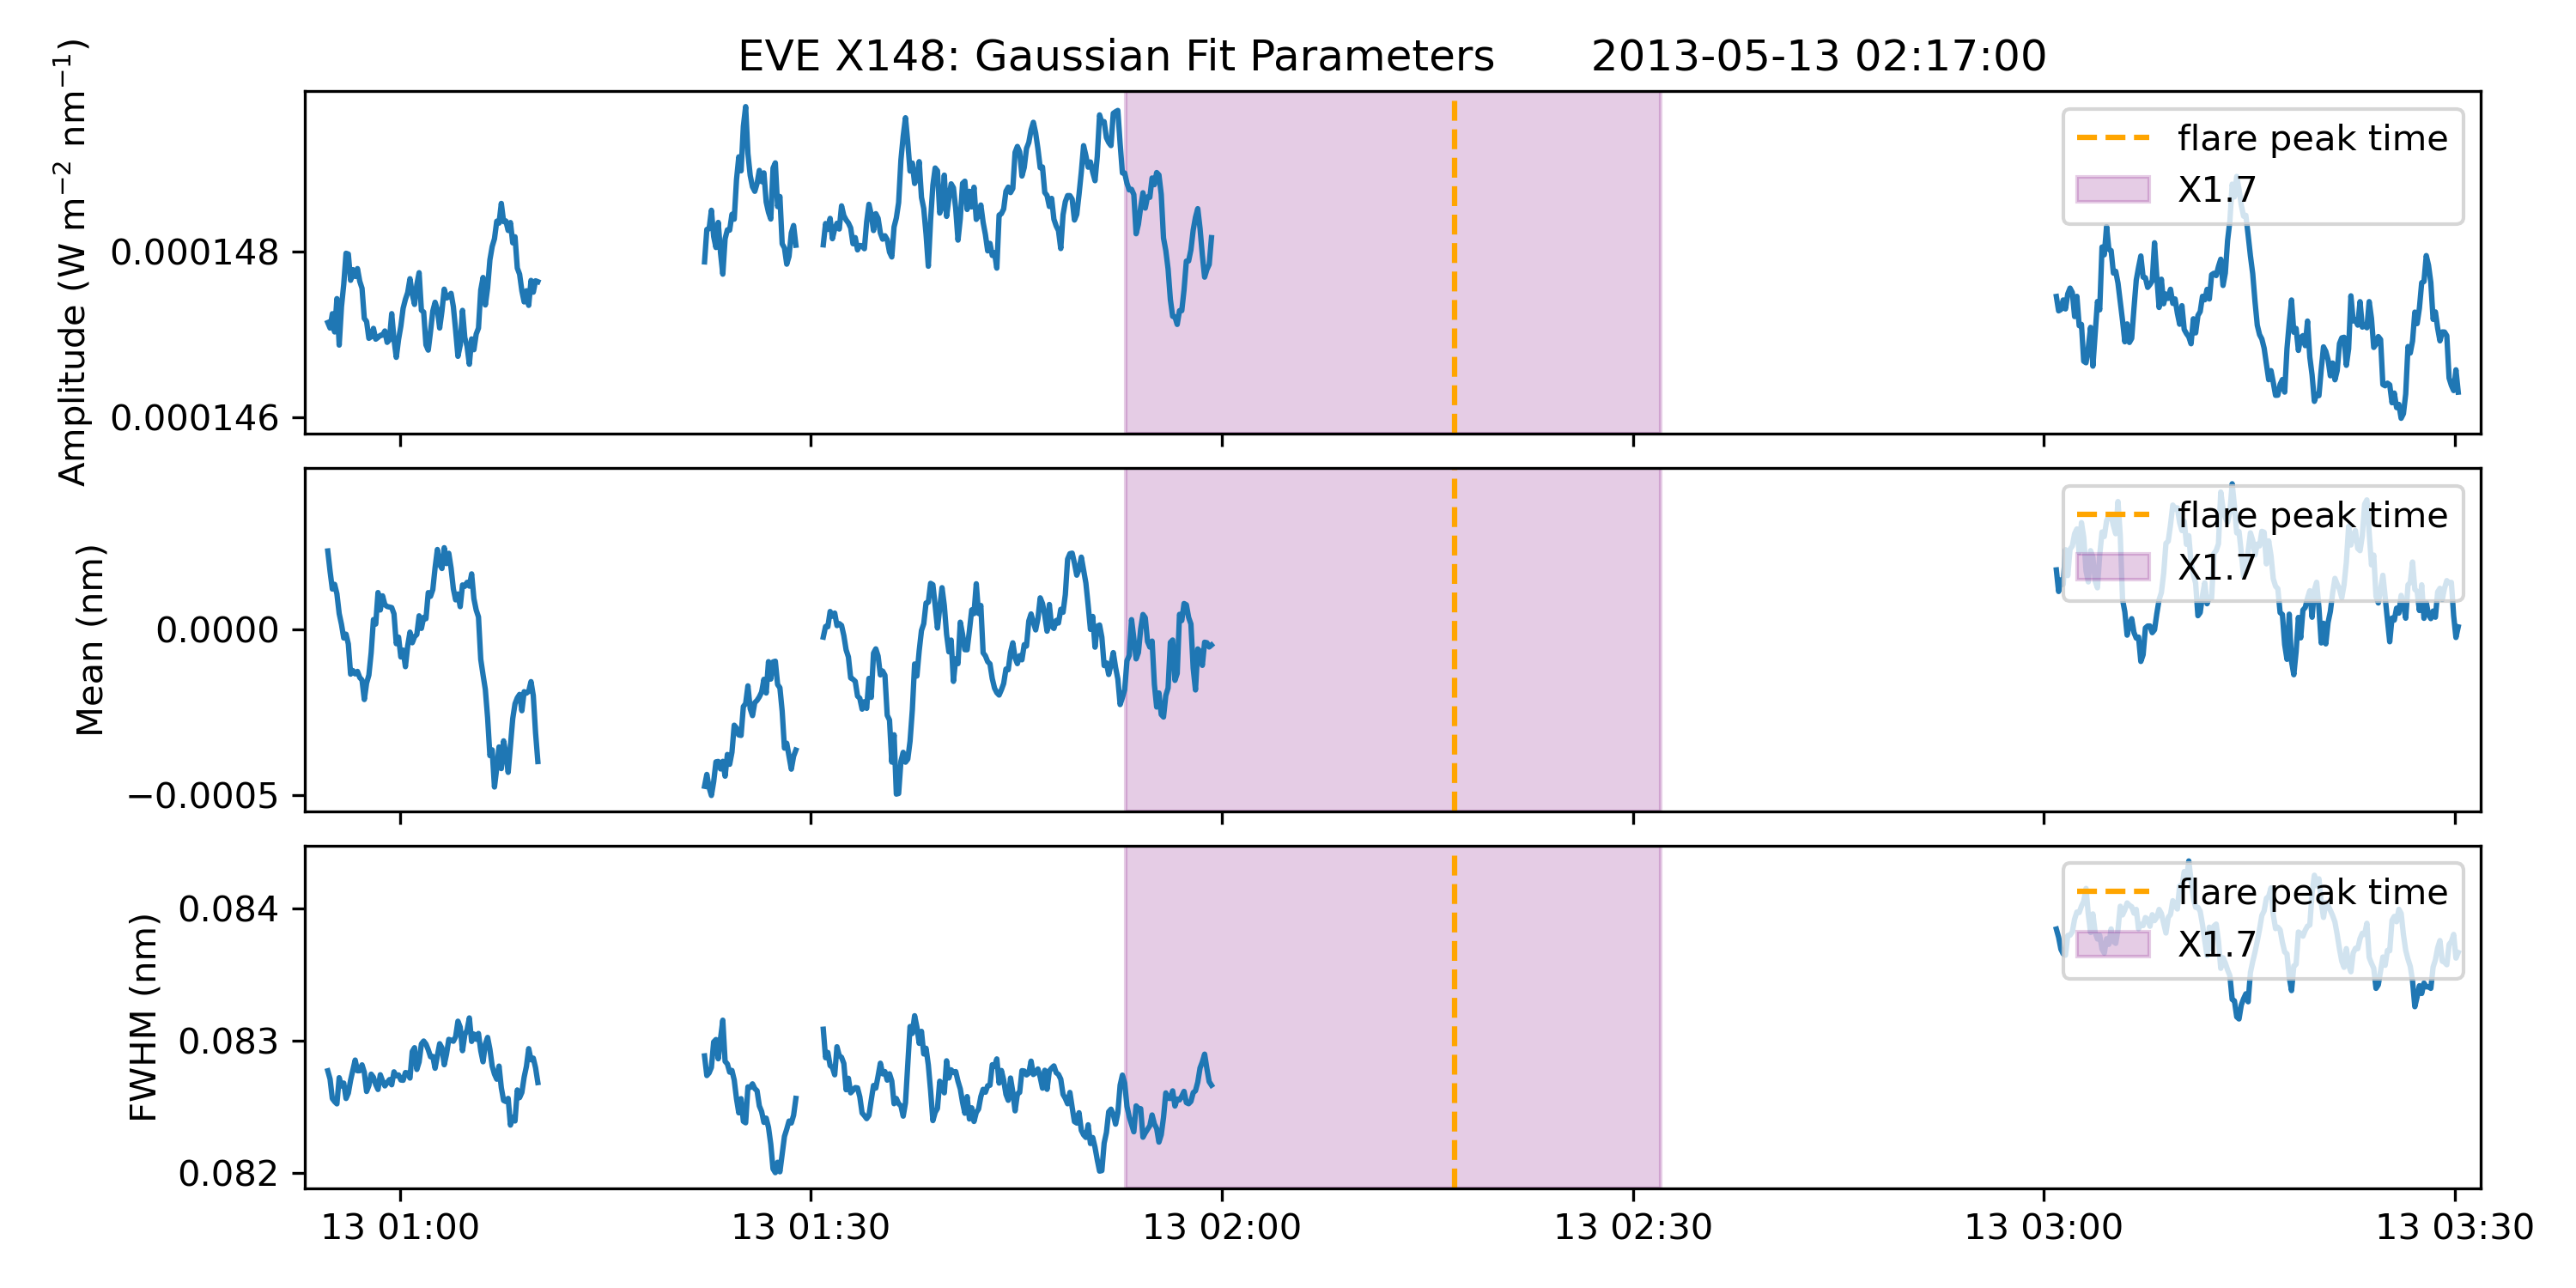 EVE X148: Gaussian Fit Parameters 2013-05-13 02:17:00
Amplitude (W m⁻² nm⁻¹)
0.000148
0.000146
flare peak time
X1.7
Mean (nm)
0.0000
−0.0005
flare peak time
X1.7
FWHM (nm)
0.084
0.083
0.082
flare peak time
X1.7
13 01:00 13 01:30 13 02:00 13 02:30 13 03:00 13 03:30